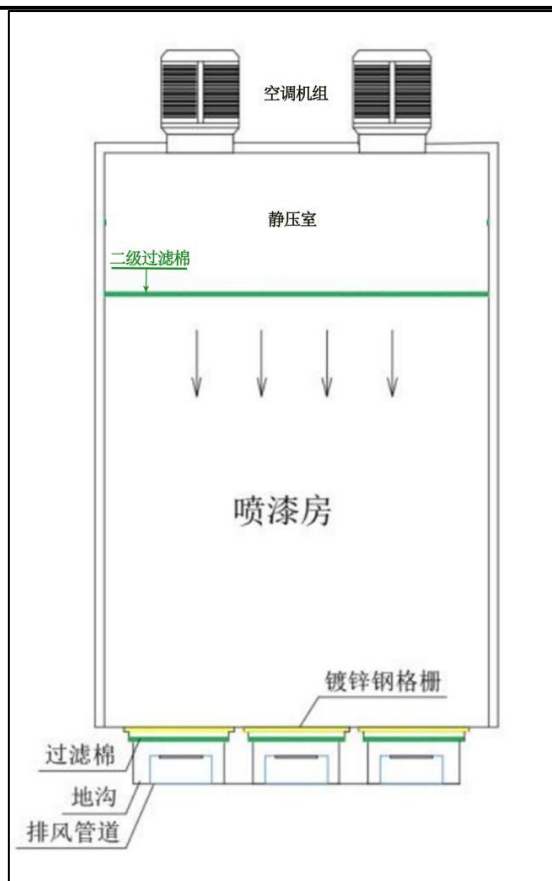 空调机组
静压室
二级过滤棉
喷漆房
镀锌钢格栅
过滤棉
地沟
排风管道